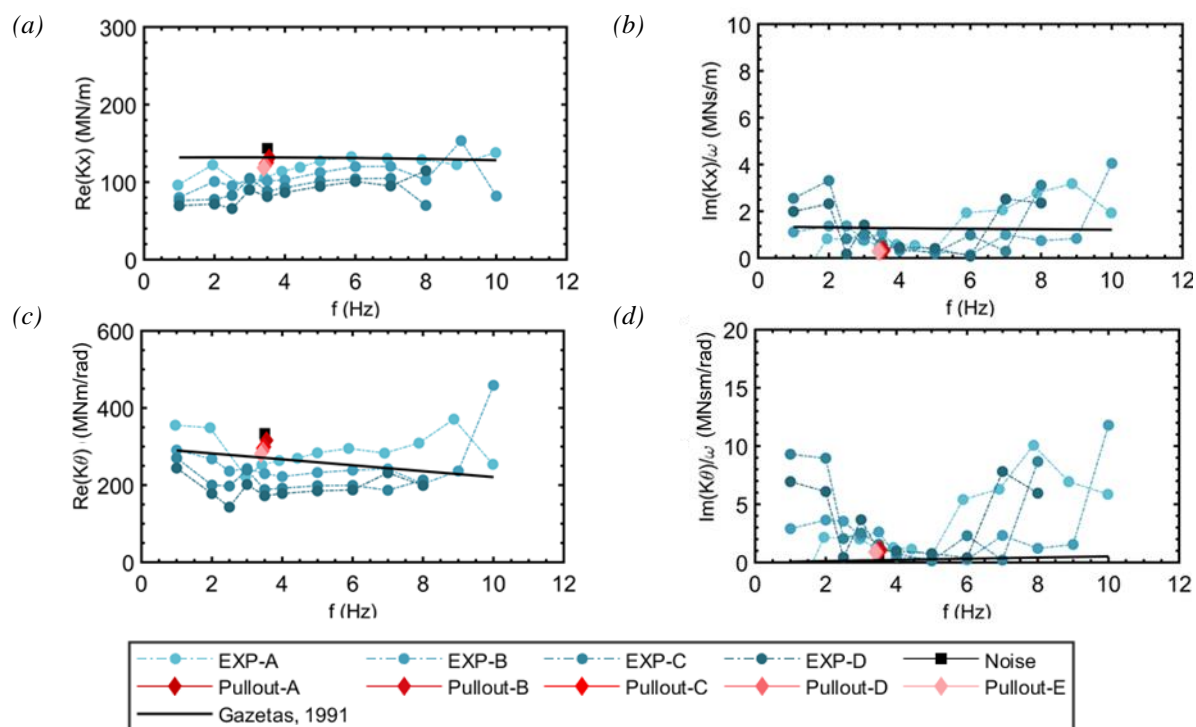 (a)
300
200
100
0
Re(Kx) (MN/m)
0 2 4 6 8 10 12
f (Hz)
(b)
10
8
6
4
2
0
Im(Kx)/ω (MNs/m)
0 2 4 6 8 10 12
f (Hz)
(c)
600
400
200
0
Re(Kθ) (MNm/rad)
0 2 4 6 8 10 12
f (Hz)
(d)
20
15
10
5
0
Im(Kθ)/ω (MNsm/rad)
0 2 4 6 8 10 12
f (Hz)
EXP-A EXP-B EXP-C EXP-D Noise
Pullout-A Pullout-B Pullout-C Pullout-D Pullout-E
Gazetas, 1991